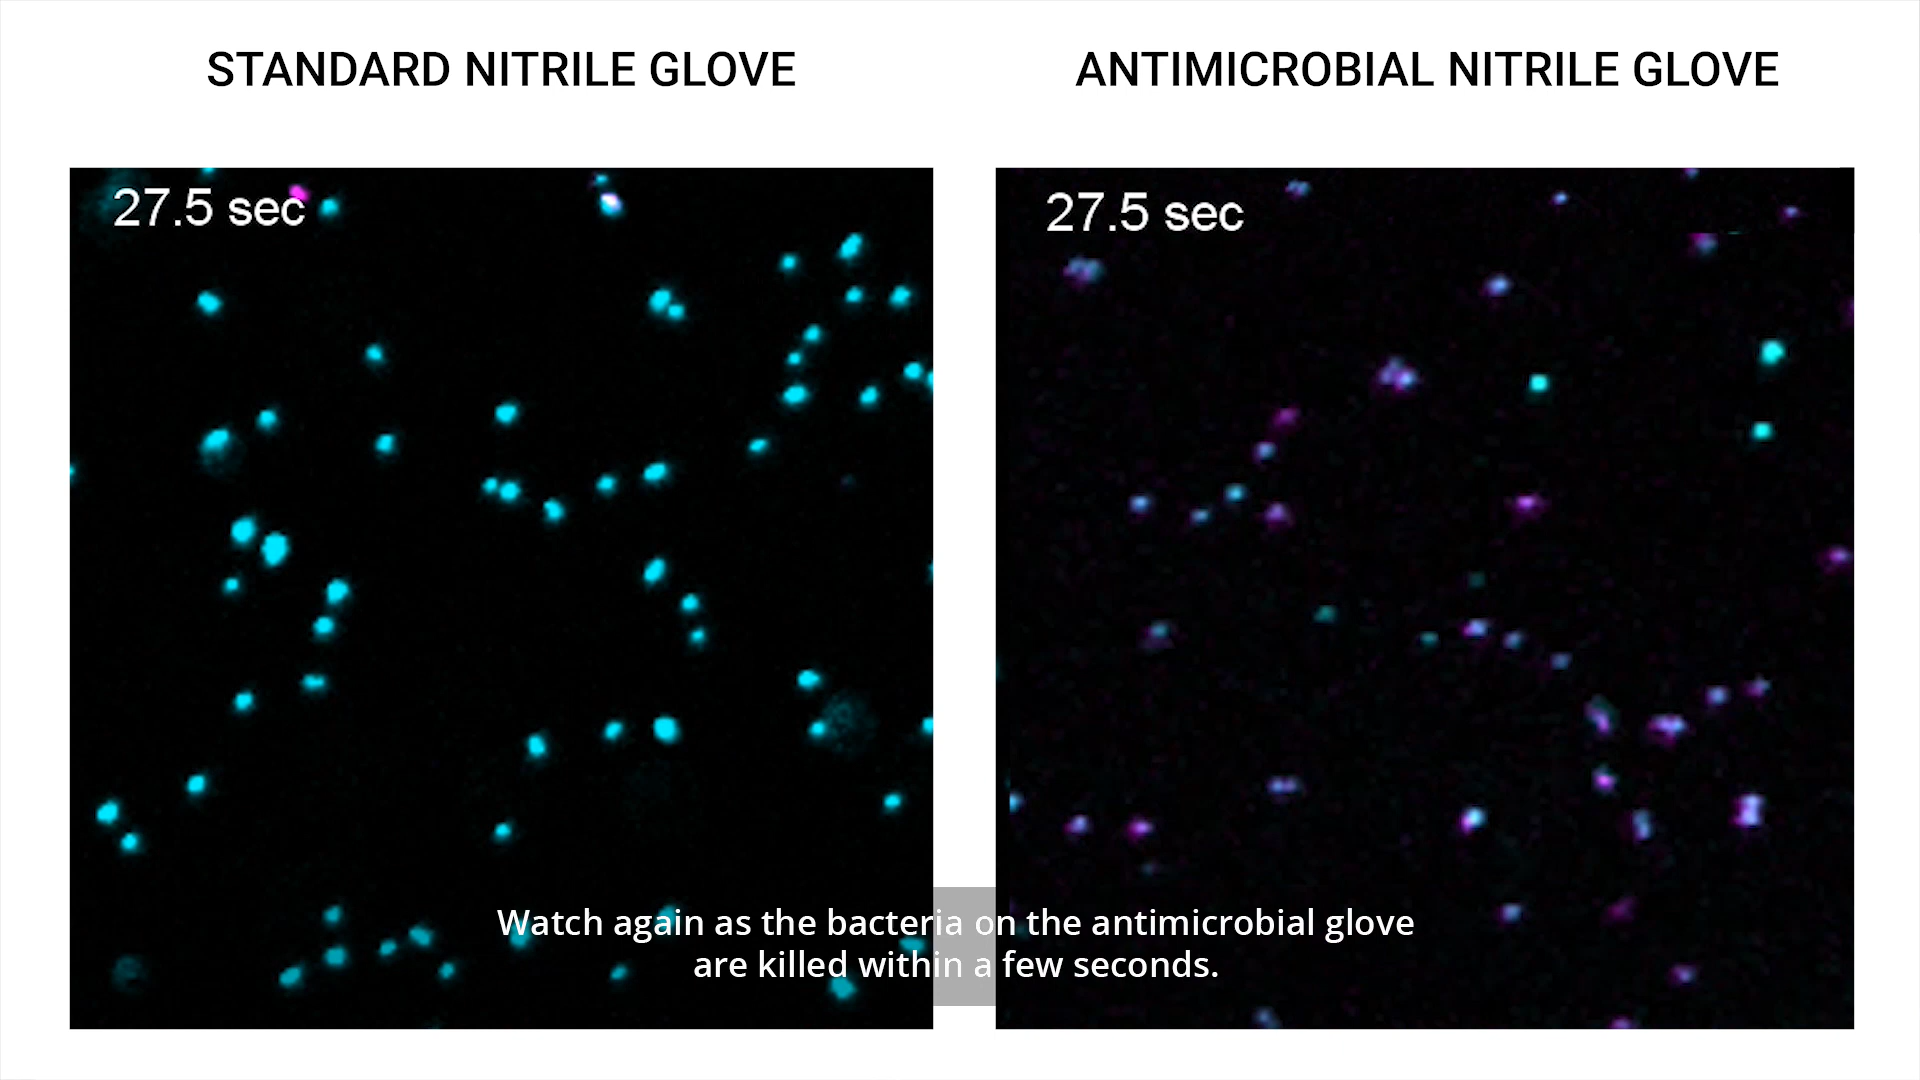 STANDARD NITRILE GLOVE
ANTIMICROBIAL NITRILE GLOVE
27.5 sec
27.5 sec
Watch again as the bacteria on the antimicrobial glove
are killed within a few seconds.